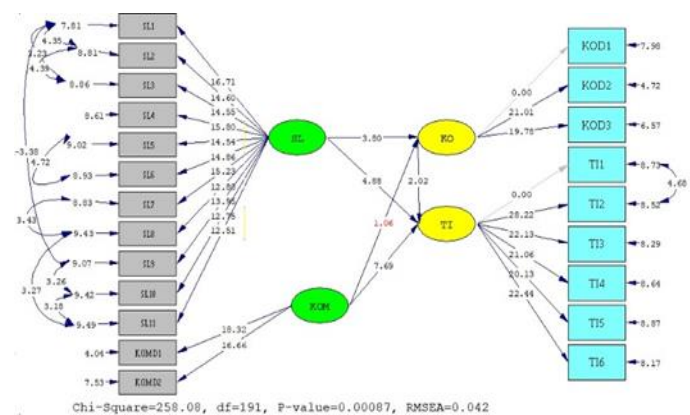 7.81 SL1
4.35
3.23 8.81 SL2
4.39
8.86 SL3
8.61 SL4
-3.38 9.02 SL5
4.72
8.93 SL6
8.83 SL7
3.43
9.43 SL8
9.07 SL9
3.26
3.27 9.42 SL10
3.18
9.49 SL11
4.04 KOMD1
7.53 KOMD2
16.71
14.60
14.55
15.80
14.54
14.86
15.23
12.88
13.95
12.75
12.51
18.32
16.66
SL
KOM
3.80
4.88
1.06
7.69
2.02
KO
TI
0.00
21.01
19.78
0.00
28.22
22.13
21.06
20.13
22.44
KOD1 7.98
KOD2 4.72
KOD3 6.57
TI1 8.73
4.68
TI2 8.52
TI3 8.29
TI4 8.64
TI5 8.87
TI6 8.17
Chi-Square=258.08, df=191, P-value=0.00087, RMSEA=0.042